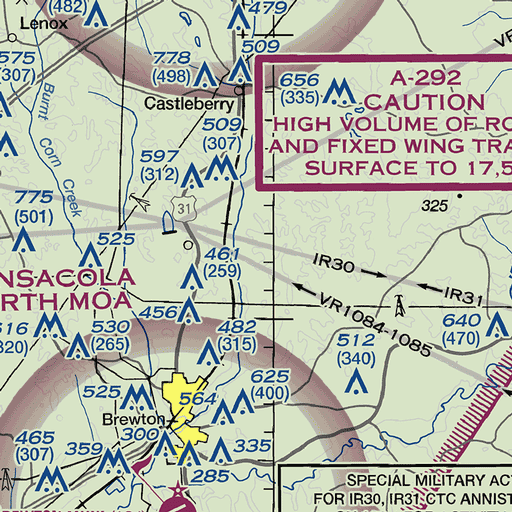 (482)
479
Lenox
575
(307)
778
(498)
509
Castleberry
656
(335)
A-292
CAUTION
HIGH VOLUME OF RO
AND FIXED WING TRA
SURFACE TO 17,5
Burnt
Corn Creek
509
(307)
597
(312)
775
(501)
31
325
525
461
(259)
NSACOLA
RTH MOA
IR30
IR31
VR1084-1085
456
516
320)
530
(265)
482
(315)
512
(340)
640
(470)
525
564
625
(400)
Brewton
300
335
465
(307)
359
285
SPECIAL MILITARY ACT
FOR IR30, IR31 CTC ANNIST